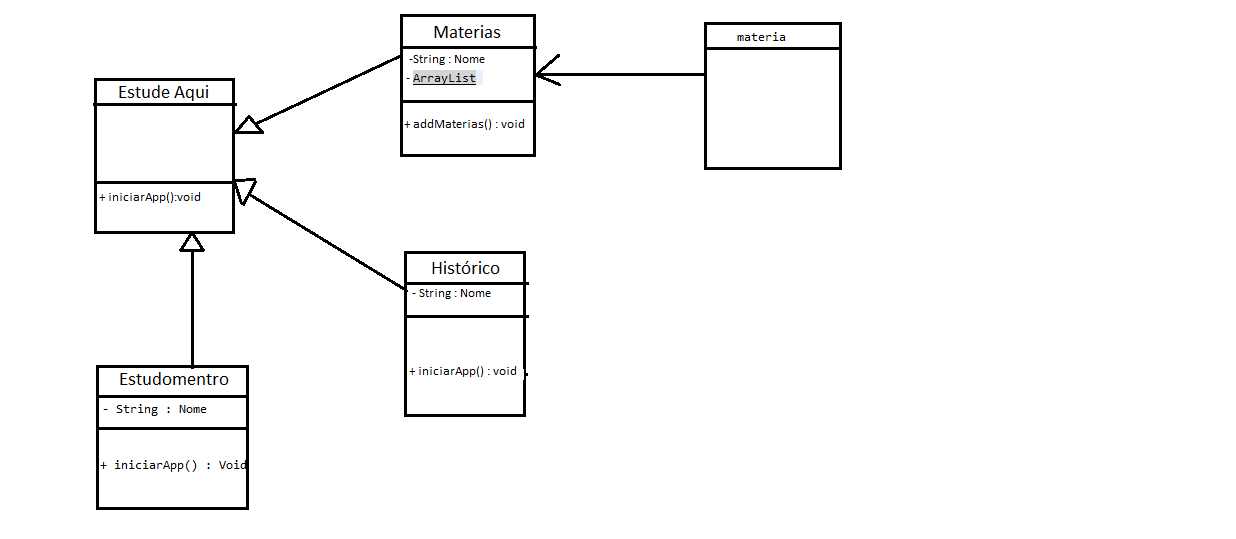 Estude Aqui
+ iniciarApp():void
Materias
-String : Nome
- ArrayList
+ addMaterias() : void
materia
Histórico
- String : Nome
+ iniciarApp() : void
Estudomentro
- String : Nome
+ iniciarApp() : Void